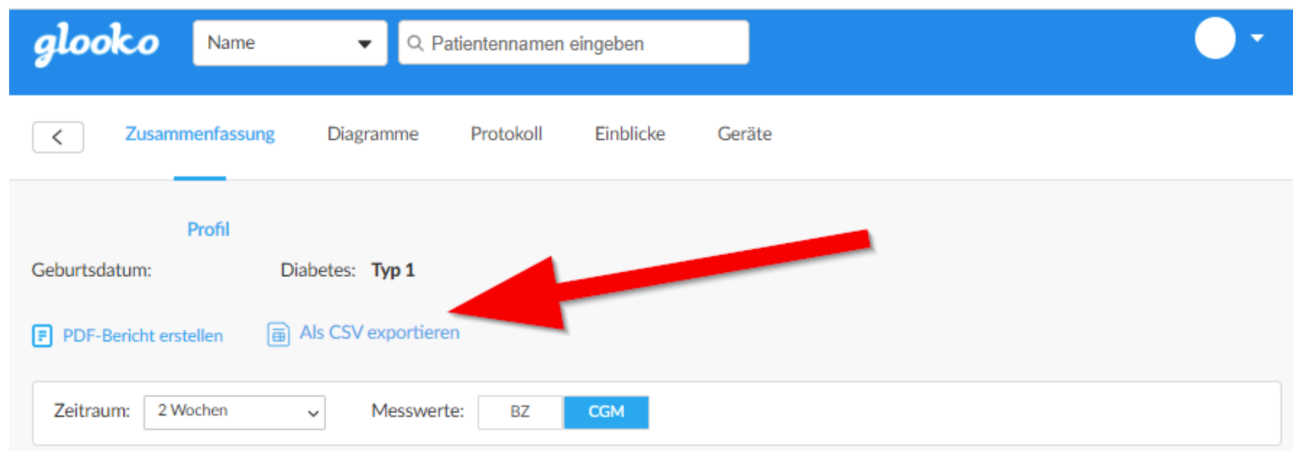 glooko Name Patientennamen eingeben
Zusammenfassung Diagramme Protokoll Einblicke Geräte
Profil
Geburtsdatum: Diabetes: Typ 1
PDF-Bericht erstellen Als CSV exportieren
Zeitraum: 2 Wochen Messwerte: BZ CGM